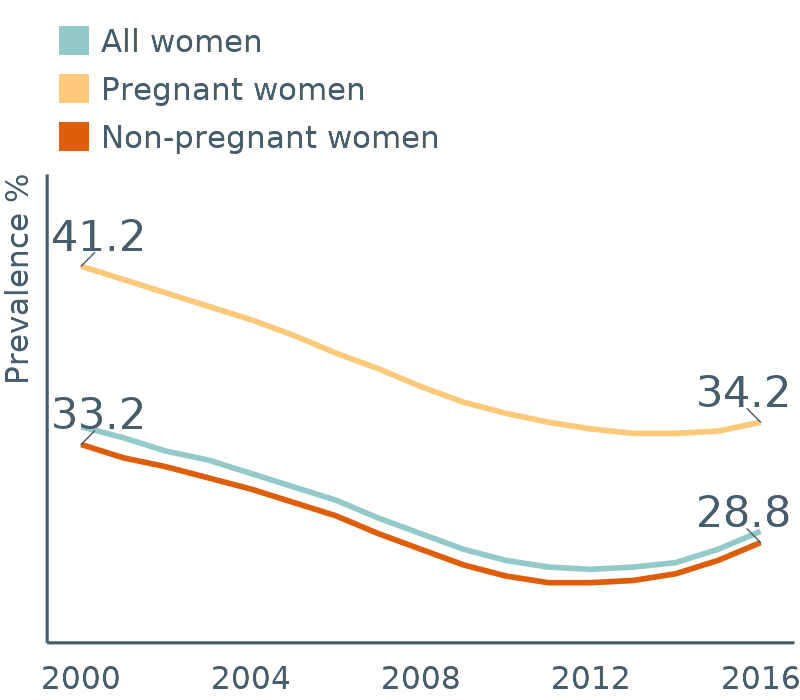 All women
Pregnant women
Non-pregnant women
Prevalence %
41.2
33.2
34.2
28.8
2000 2004 2008 2012 2016